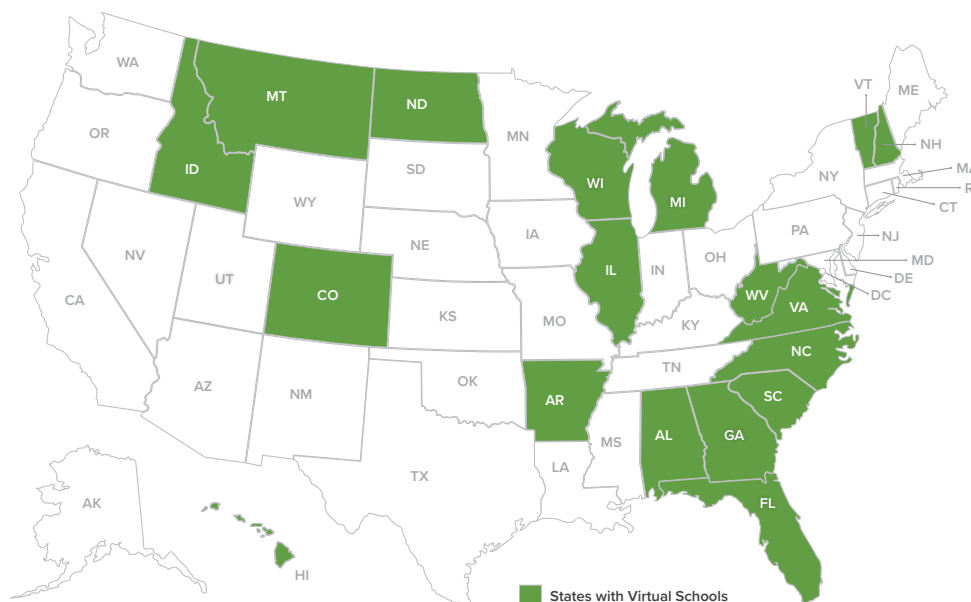 WA
MT
ND
VT
ME
OR
MN
NH
ID
SD
WI
NY
MA
R
WY
MI
CT
IA
PA
NJ
NE
NV
OH
MD
IL
IN
DE
UT
DC
CO
WV
CA
VA
KS
MO
KY
NC
TN
AZ
OK
NM
AR
SC
MS
AL
GA
LA
TX
AK
FL
HI
States with Virtual Schools